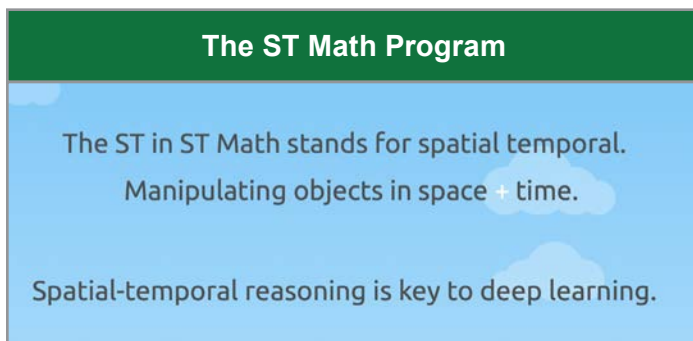 The ST Math Program
The ST in ST Math stands for spatial temporal.
Manipulating objects in space + time.
Spatial-temporal reasoning is key to deep learning.